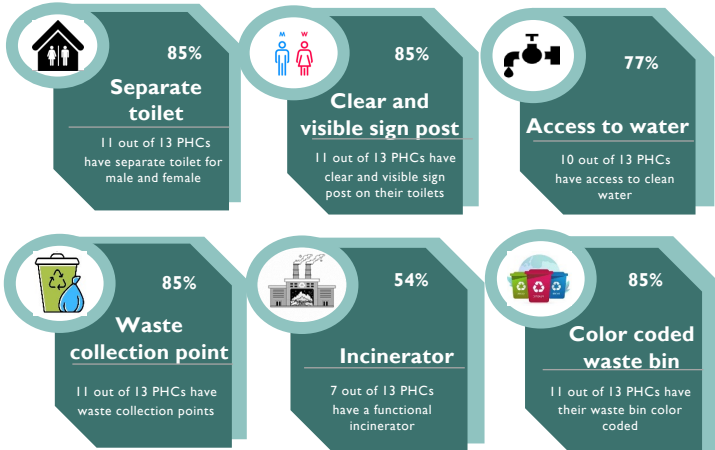 85%
Separate
toilet
11 out of 13 PHCs
have separate toilet for
male and female
M W
85%
Clear and
visible sign post
11 out of 13 PHCs have
clear and visible sign
post on their toilets
77%
Access to water
10 out of 13 PHCs
have access to clean
water
85%
Waste
collection point
11 out of 13 PHCs have
waste collection points
54%
Incinerator
7 out of 13 PHCs
have a functional
incinerator
85%
Color coded
waste bin
11 out of 13 PHCs have
their waste bin color
coded